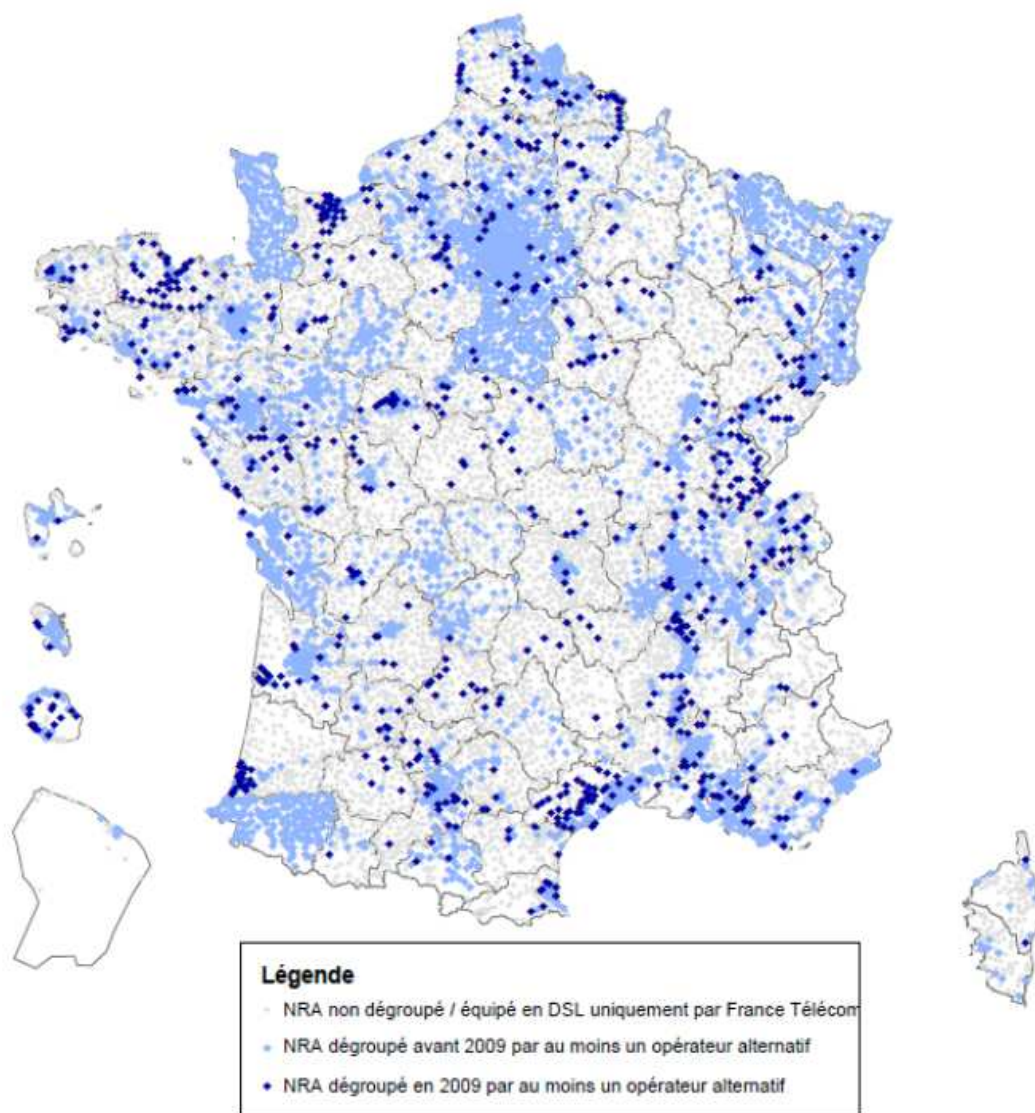 Légende
NRA non dégroupé / équipé en DSL uniquement par France Télécom
NRA dégroupé avant 2009 par au moins un opérateur alternatif
NRA dégroupé en 2009 par au moins un opérateur alternatif